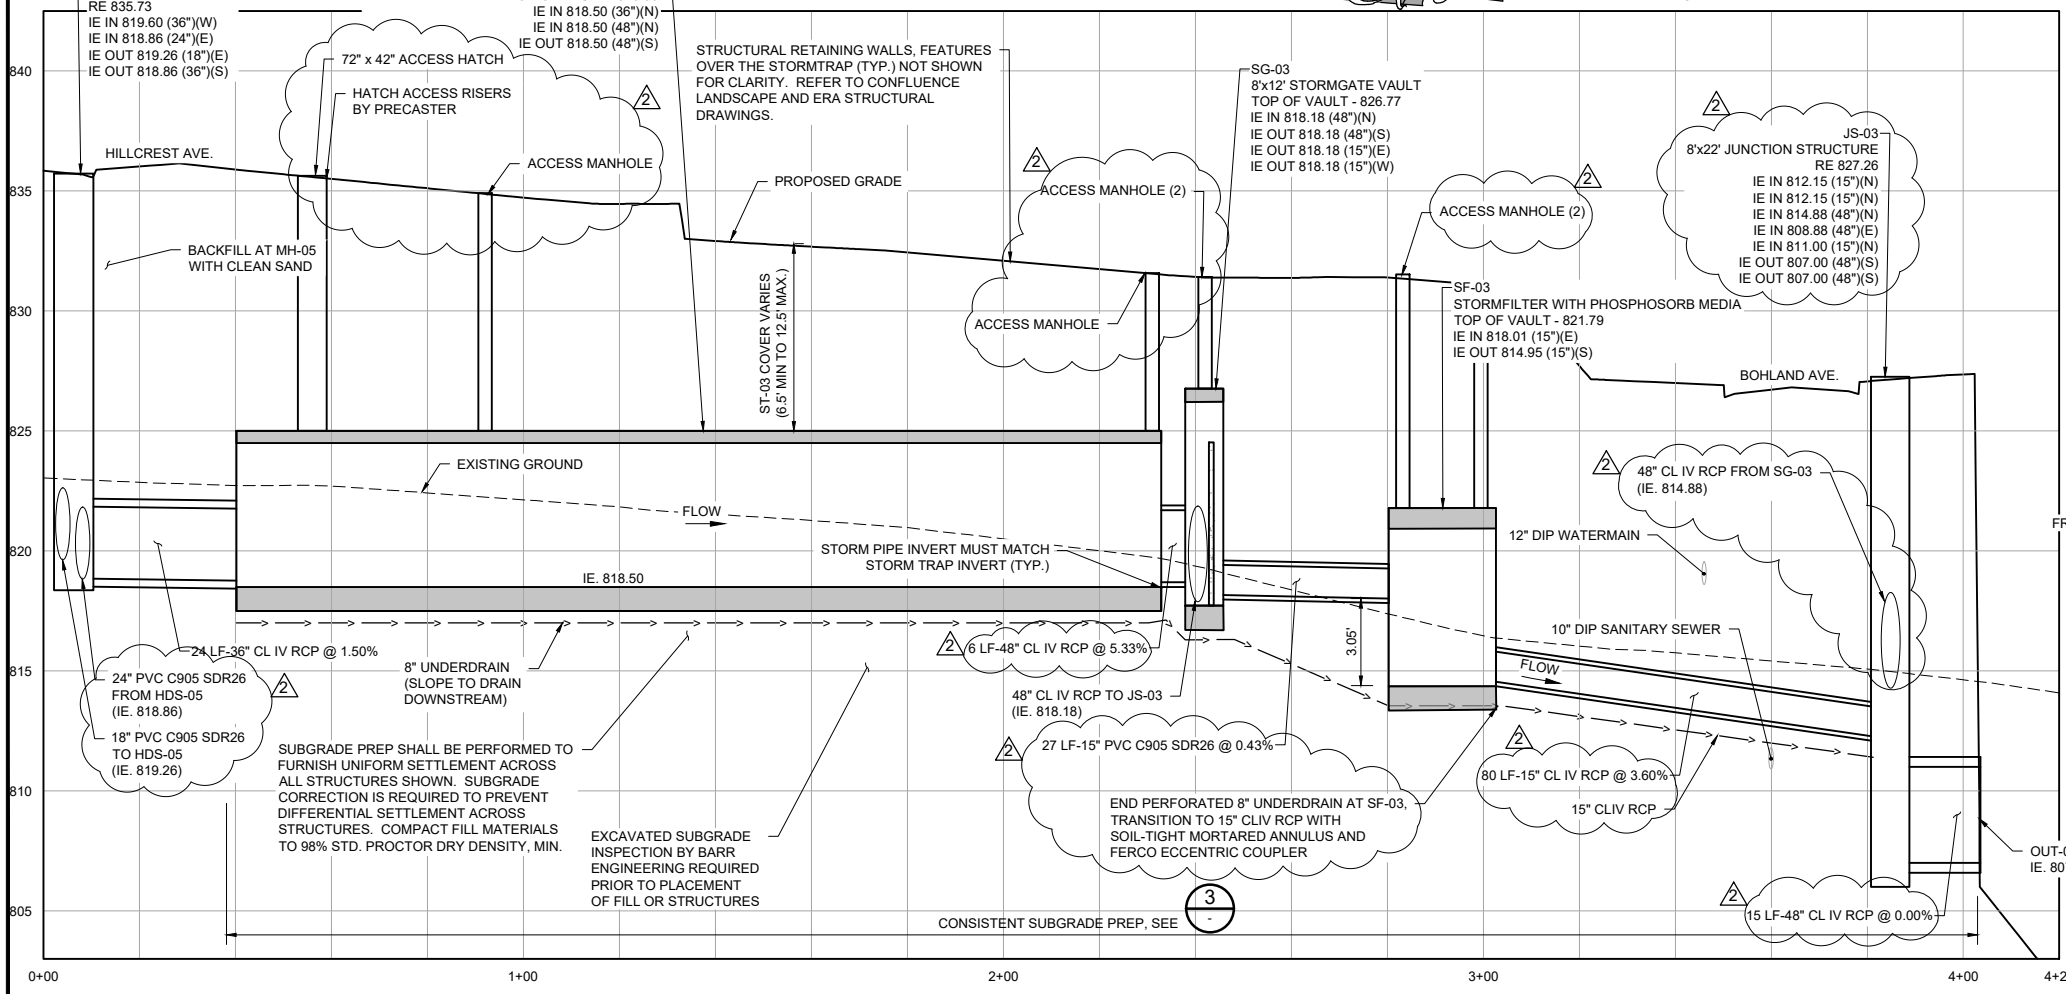 RE 835.73
IE IN 819.60 (36")(W)
IE IN 818.86 (24")(E)
IE OUT 819.26 (18")(E)
IE OUT 818.86 (36")(S)
IE IN 818.50 (36")(N)
IE IN 818.50 (48")(N)
IE OUT 818.50 (48")(S)
72" x 42" ACCESS HATCH
HATCH ACCESS RISERS
BY PRECASTER
2
STRUCTURAL RETAINING WALLS, FEATURES
OVER THE STORMTRAP (TYP.) NOT SHOWN
FOR CLARITY. REFER TO CONFLUENCE
LANDSCAPE AND ERA STRUCTURAL
DRAWINGS.
SG-03
8'x12' STORMGATE VAULT
TOP OF VAULT - 826.77
IE IN 818.18 (48")(N)
IE OUT 818.18 (48")(S)
IE OUT 818.18 (15")(E)
IE OUT 818.18 (15")(W)
2
JS-03
8'x22' JUNCTION STRUCTURE
RE 827.26
IE IN 812.15 (15")(N)
IE IN 812.15 (15")(N)
IE IN 814.88 (48")(N)
IE IN 808.88 (48")(E)
IE IN 811.00 (15")(N)
IE OUT 807.00 (48")(S)
IE OUT 807.00 (48")(S)
840
835
830
825
820
815
810
805
HILLCREST AVE.
ACCESS MANHOLE
PROPOSED GRADE
2
ACCESS MANHOLE (2)
2
ACCESS MANHOLE (2)
BACKFILL AT MH-05
WITH CLEAN SAND
ST-03 COVER VARIES
(6.5' MIN TO 12.5' MAX.)
ACCESS MANHOLE
SF-03
STORMFILTER WITH PHOSPHOSORB MEDIA
TOP OF VAULT - 821.79
IE IN 818.01 (15")(E)
IE OUT 814.95 (15")(S)
BOHLAND AVE.
EXISTING GROUND
FLOW
2
48" CL IV RCP FROM SG-03
(IE. 814.88)
12" DIP WATERMAIN
FR
STORM PIPE INVERT MUST MATCH
STORM TRAP INVERT (TYP.)
IE. 818.50
10" DIP SANITARY SEWER
3.05'
FLOW
24 LF-36" CL IV RCP @ 1.50%
2
6 LF-48" CL IV RCP @ 5.33%
24" PVC C905 SDR26
FROM HDS-05
(IE. 818.86)
2
18" PVC C905 SDR26
TO HDS-05
(IE. 819.26)
8" UNDERDRAIN
(SLOPE TO DRAIN
DOWNSTREAM)
48" CL IV RCP TO JS-03
(IE. 818.18)
2
27 LF-15" PVC C905 SDR26 @ 0.43%
2
80 LF-15" CL IV RCP @ 3.60%
15" CLIV RCP
SUBGRADE PREP SHALL BE PERFORMED TO
FURNISH UNIFORM SETTLEMENT ACROSS
ALL STRUCTURES SHOWN. SUBGRADE
CORRECTION IS REQUIRED TO PREVENT
DIFFERENTIAL SETTLEMENT ACROSS
STRUCTURES. COMPACT FILL MATERIALS
TO 98% STD. PROCTOR DRY DENSITY, MIN.
EXCAVATED SUBGRADE
INSPECTION BY BARR
ENGINEERING REQUIRED
PRIOR TO PLACEMENT
OF FILL OR STRUCTURES
END PERFORATED 8" UNDERDRAIN AT SF-03,
TRANSITION TO 15" CLIV RCP WITH
SOIL-TIGHT MORTARED ANNULUS AND
FERCO ECCENTRIC COUPLER
CONSISTENT SUBGRADE PREP, SEE
3
-
2
15 LF-48" CL IV RCP @ 0.00%
0+00
1+00
2+00
3+00
4+00